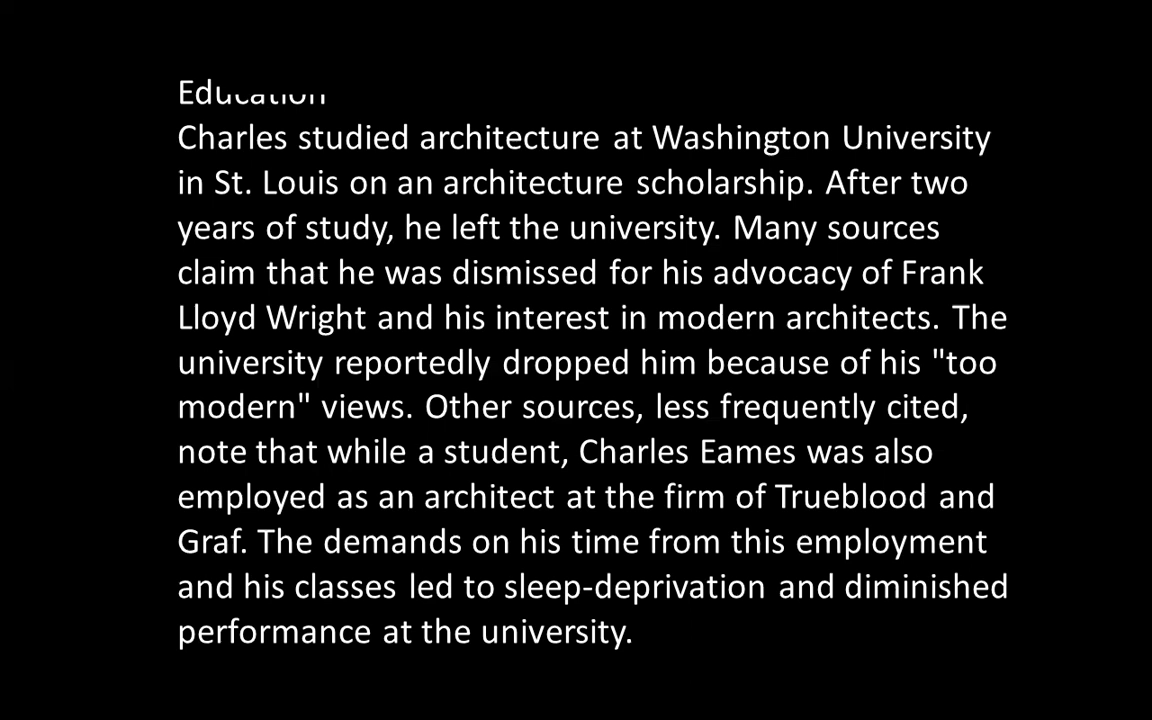 Education
Charles studied architecture at Washington University
in St. Louis on an architecture scholarship. After two
years of study, he left the university. Many sources
claim that he was dismissed for his advocacy of Frank
Lloyd Wright and his interest in modern architects. The
university reportedly dropped him because of his "too
modern" views. Other sources, less frequently cited,
note that while a student, Charles Eames was also
employed as an architect at the firm of Trueblood and
Graf. The demands on his time from this employment
and his classes led to sleep-deprivation and diminished
performance at the university.